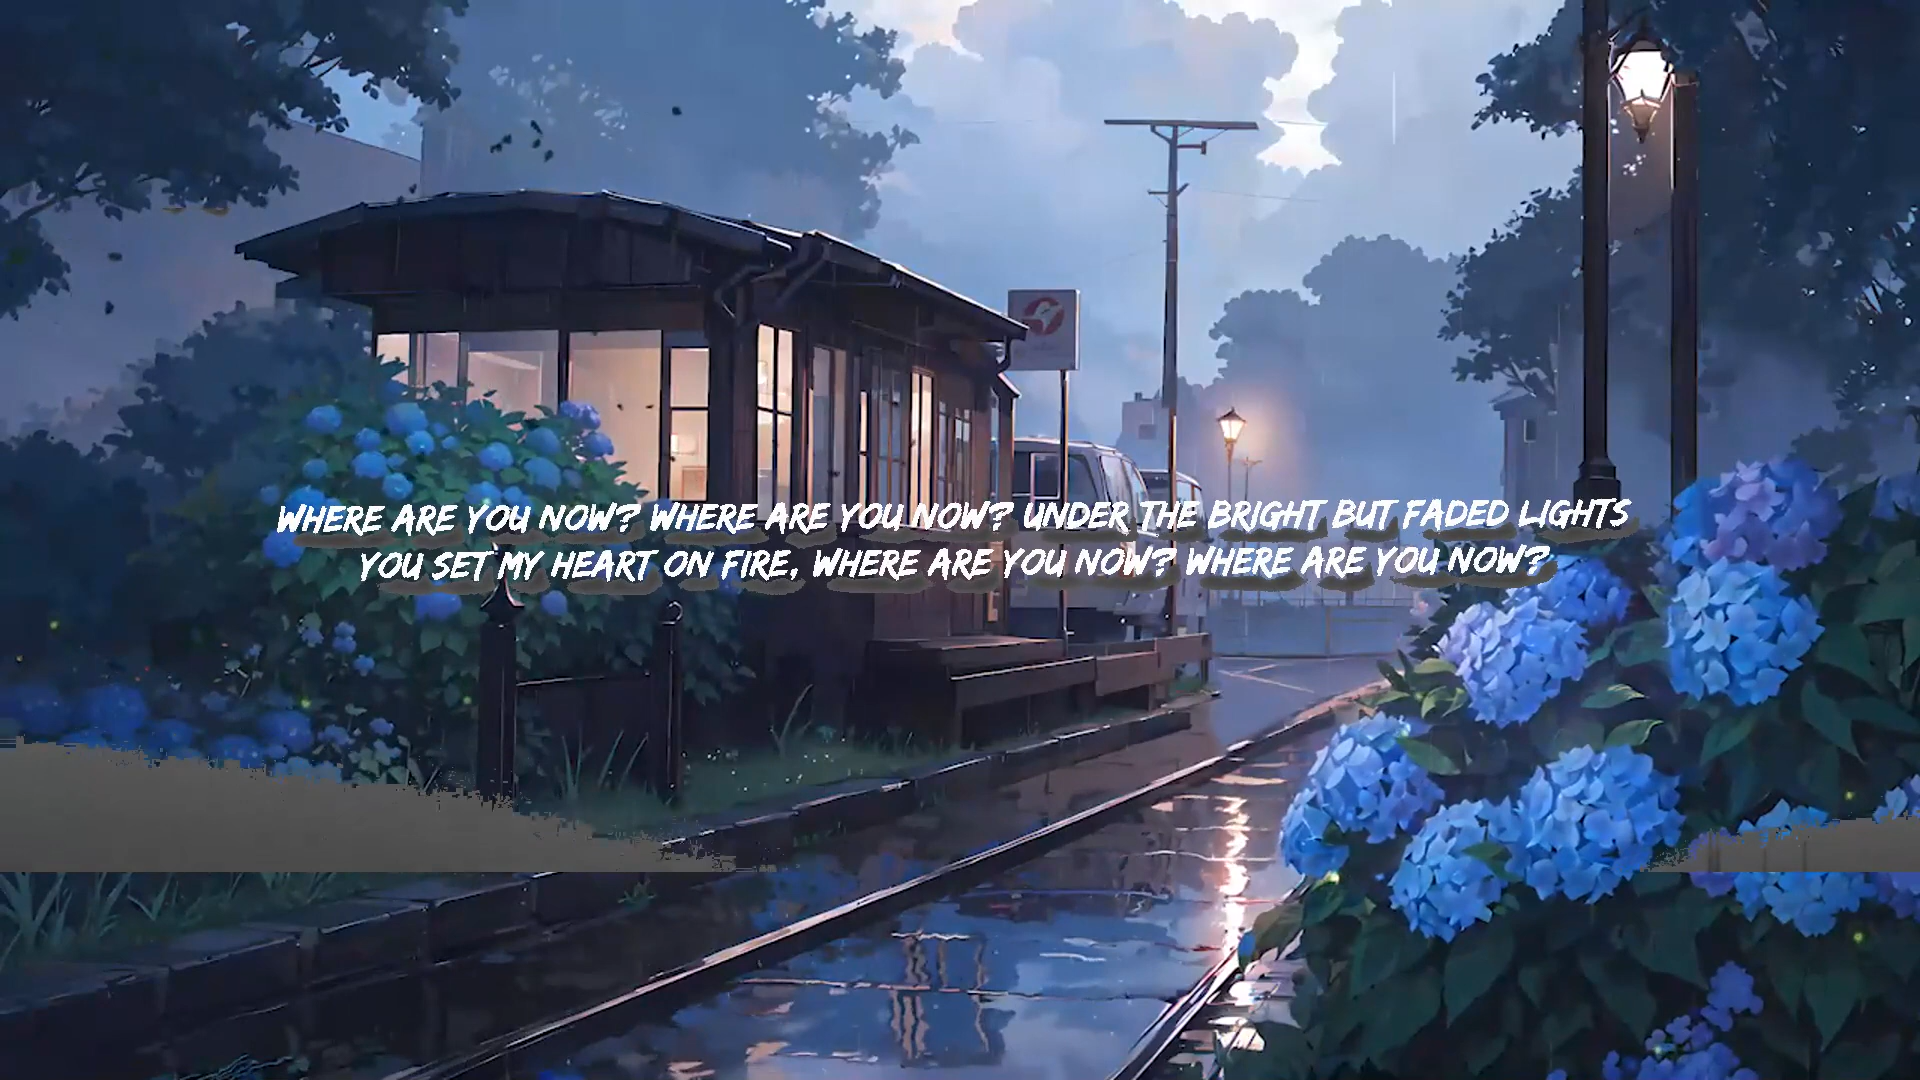 WHERE ARE YOU NOW? WHERE ARE YOU NOW? UNDER THE BRIGHT BUT FADED LIGHTS
YOU SET MY HEART ON FIRE, WHERE ARE YOU NOW? WHERE ARE YOU NOW?